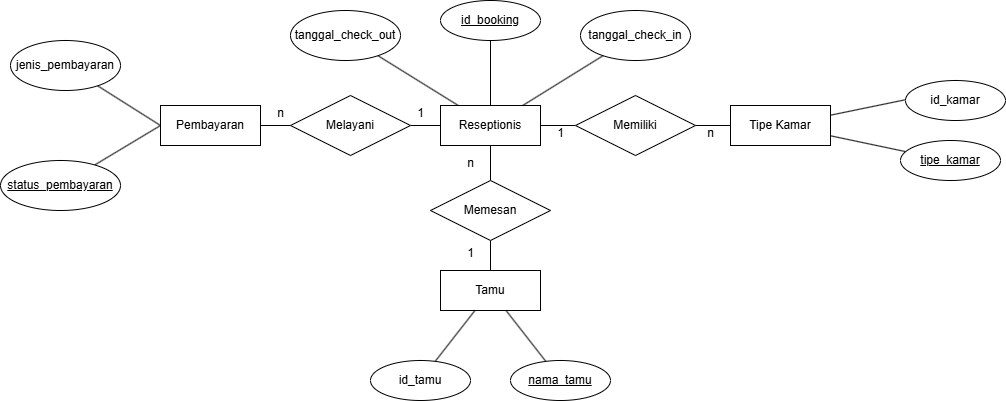 id_booking
tanggal_check_out
tanggal_check_in
jenis_pembayaran
id_kamar
n
1
Pembayaran
Melayani
Reseptionis
1
Memiliki
n
Tipe Kamar
tipe_kamar
n
status_pembayaran
Memesan
1
Tamu
id_tamu
nama_tamu